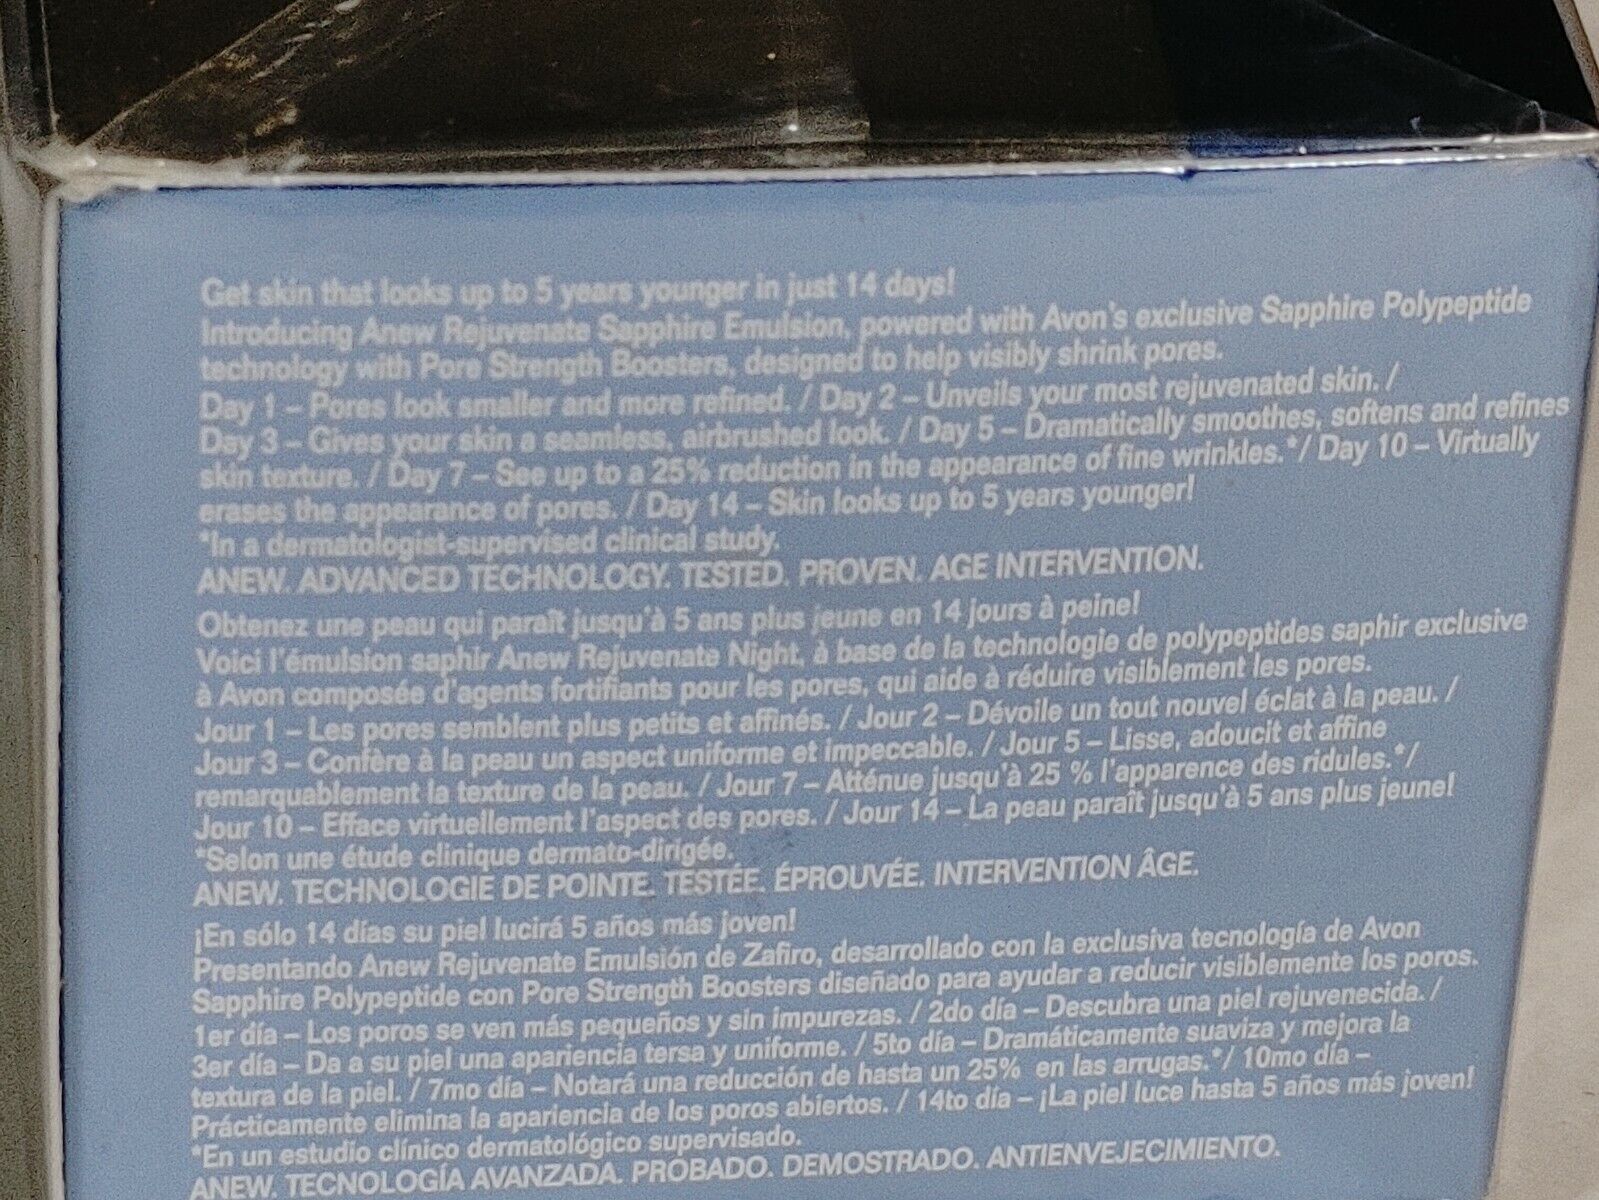 Get skin that looks up to 5 years younger in just 14 days!
Introducing Anew Rejuvenate Sapphire Emulsion, powered with Avon's exclusive Sapphire Polypeptide
technology with Pore Strength Boosters, designed to help visibly shrink pores.
Day 1 – Pores look smaller and more refined. / Day 2 – Unveils your most rejuvenated skin. /
Day 3 – Gives your skin a seamless, airbrushed look. / Day 5 – Dramatically smoothes, softens and refines
skin texture. / Day 7 – See up to a 25% reduction in the appearance of fine wrinkles.*/ Day 10 – Virtually
erases the appearance of pores. / Day 14 – Skin looks up to 5 years younger!
*In a dermatologist-supervised clinical study.
ANEW. ADVANCED TECHNOLOGY. TESTED. PROVEN. AGE INTERVENTION.
Obtenez une peau qui paraît jusqu'à 5 ans plus jeune en 14 jours à peine!
Voici l'émulsion saphir Anew Rejuvenate Night, à base de la technologie de polypeptides saphir exclusive
à Avon composée d'agents fortifiants pour les pores, qui aide à réduire visiblement les pores.
Jour 1 – Les pores semblent plus petits et affinés. / Jour 2 – Dévoile un tout nouvel éclat à la peau. /
Jour 3 – Confère à la peau un aspect uniforme et impeccable. / Jour 5 – Lisse, adoucit et affine
remarquablement la texture de la peau. / Jour 7 – Atténue jusqu'à 25 % l'apparence des ridules.*/
Jour 10 – Efface virtuellement l'aspect des pores. / Jour 14 – La peau paraît jusqu'à 5 ans plus jeune!
*Selon une étude clinique dermato-dirigée.
ANEW. TECHNOLOGIE DE POINTE. TESTÉE. ÉPROUVÉE. INTERVENTION ÂGE.
¡En sólo 14 días su piel lucirá 5 años más joven!
Presentando Anew Rejuvenate Emulsión de Zafiro, desarrollado con la exclusiva tecnología de Avon
Sapphire Polypeptide con Pore Strength Boosters diseñado para ayudar a reducir visiblemente los poros.
1er día – Los poros se ven más pequeños y sin impurezas. / 2do día – Descubra una piel rejuvenecida. /
3er día – Da a su piel una apariencia tersa y uniforme. / 5to día – Dramáticamente suaviza y mejora la
textura de la piel. / 7mo día – Notará una reducción de hasta un 25% en las arrugas.*/ 10mo día –
Prácticamente elimina la apariencia de los poros abiertos. / 14to día – ¡La piel luce hasta 5 años más joven!
*En un estudio clínico dermatológico supervisado.
ANEW. TECNOLOGÍA AVANZADA. PROBADO. DEMOSTRADO. ANTIENVEJECIMIENTO.